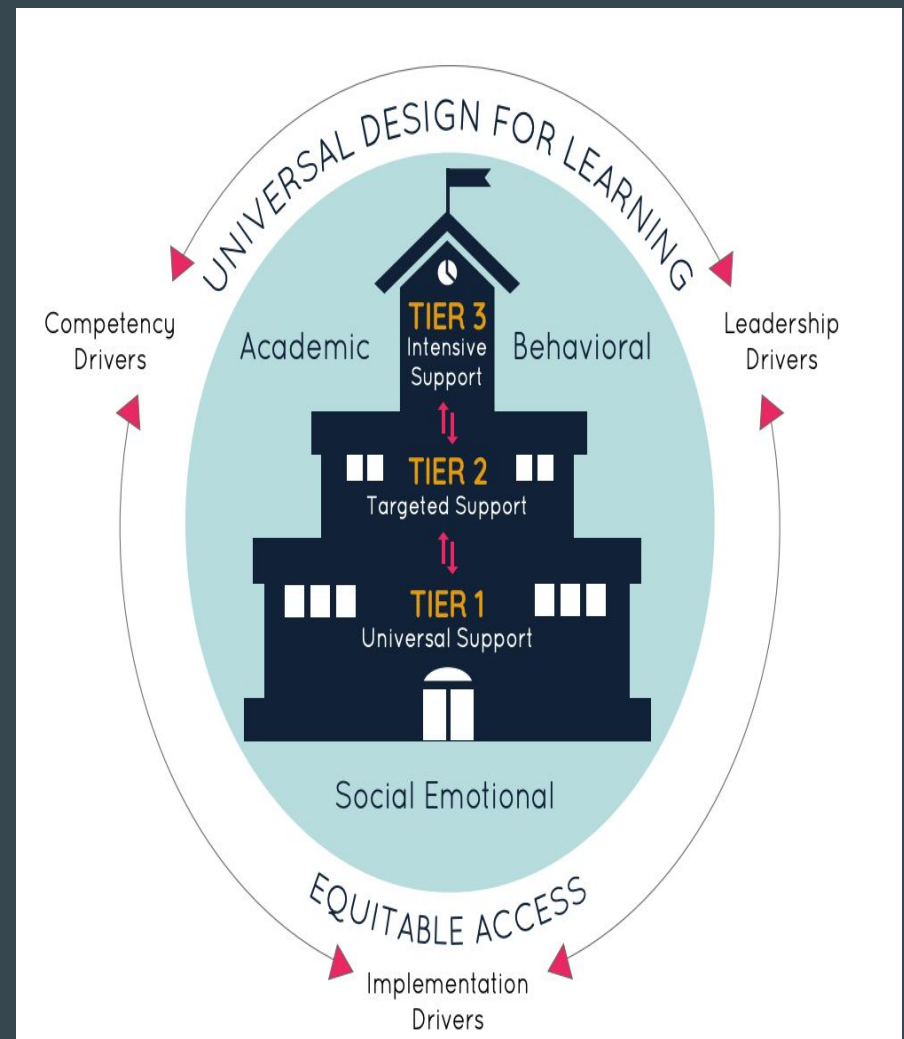 UNIVERSAL DESIGN FOR LEARNING
Competency
Drivers
Leadership
Drivers
Academic
Behavioral
TIER 3
Intensive
Support
TIER 2
Targeted Support
TIER 1
Universal Support
Social Emotional
EQUITABLE ACCESS
Implementation
Drivers